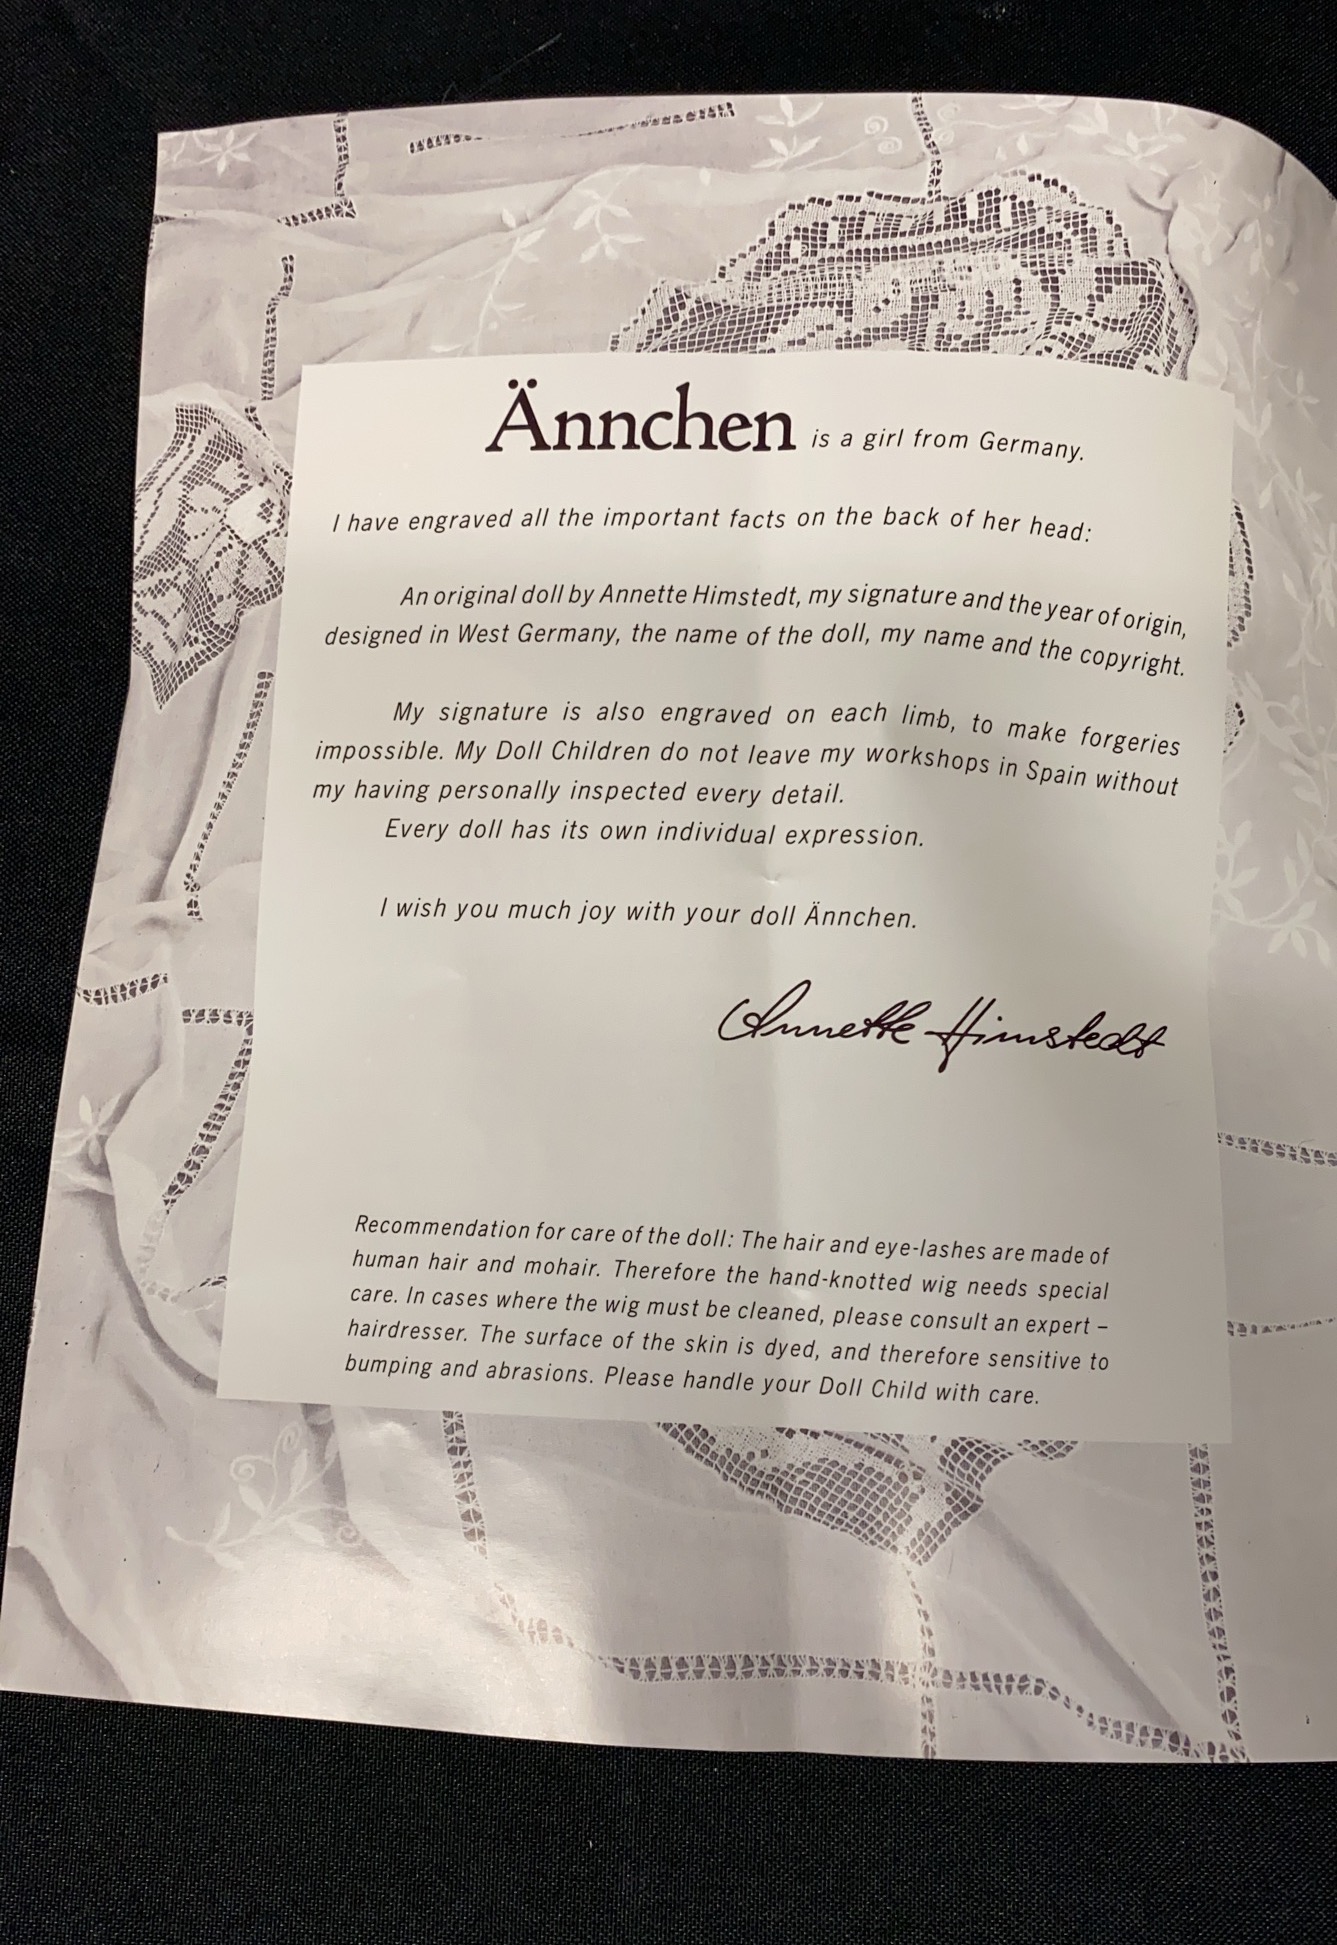 Ännchen is a girl from Germany.
I have engraved all the important facts on the back of her head:
An original doll by Annette Himstedt, my signature and the year of origin,
designed in West Germany, the name of the doll, my name and the copyright.
My signature is also engraved on each limb, to make forgeries
impossible. My Doll Children do not leave my workshops in Spain without
my having personally inspected every detail.
Every doll has its own individual expression.
I wish you much joy with your doll Ännchen.
Annette Himstedt
Recommendation for care of the doll: The hair and eye-lashes are made of
human hair and mohair. Therefore the hand-knotted wig needs special
care. In cases where the wig must be cleaned, please consult an expert –
hairdresser. The surface of the skin is dyed, and therefore sensitive to
bumping and abrasions. Please handle your Doll Child with care.